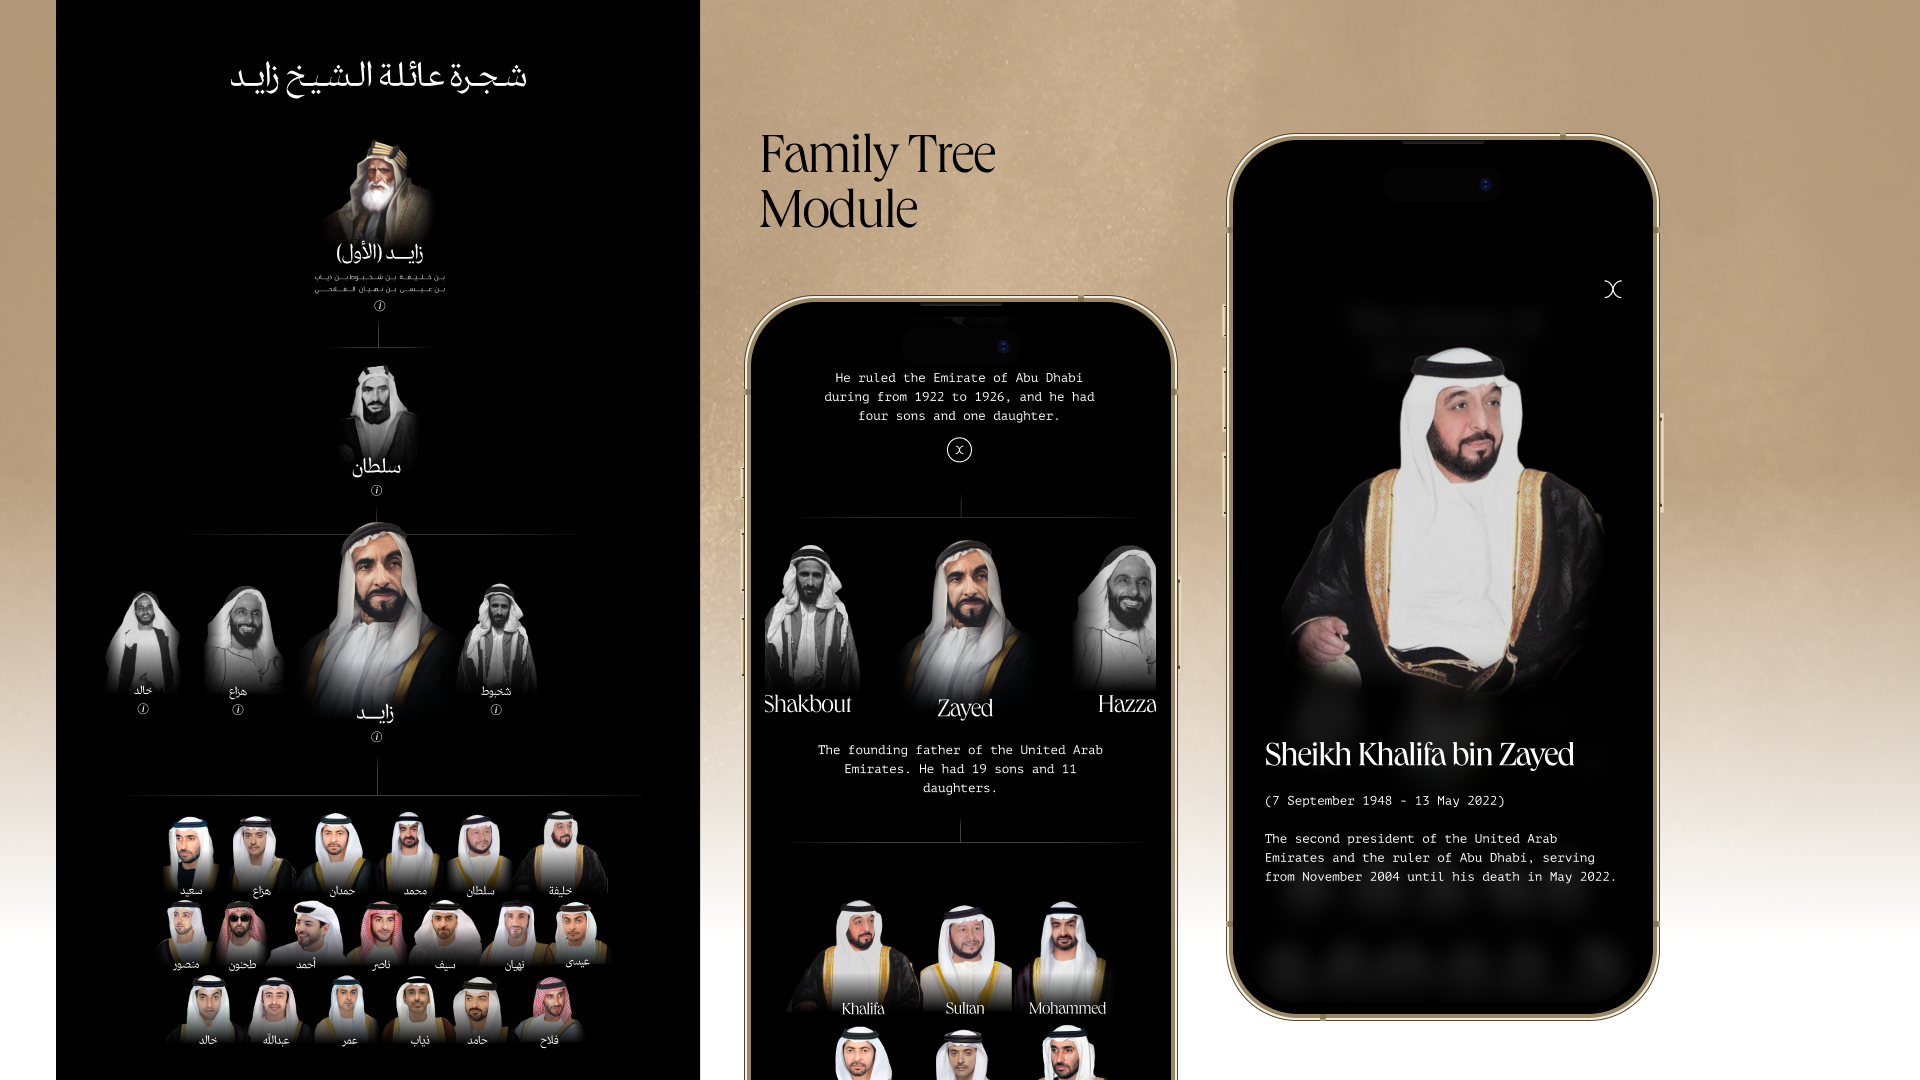 شجرة عائلة الشيخ زايد
زايد (الأول)
بن خليفة بن شخبوط بن ذياب
بن عيسى بن نهيان الفلاحي
سلطان
خالد
هزاع
زايد
شخبوط
خليفة
سلطان
محمد
حمدان
هزاع
سعيد
عيسى
نهيان
سيف
ناصر
أحمد
طحنون
منصور
فلاح
حامد
ذياب
عمر
عبدالله
خالد
Family Tree
Module
He ruled the Emirate of Abu Dhabi
during from 1922 to 1926, and he had
four sons and one daughter.
Shakbout
Zayed
Hazza
The founding father of the United Arab
Emirates. He had 19 sons and 11
daughters.
Khalifa
Sultan
Mohammed
Sheikh Khalifa bin Zayed
(7 September 1948 - 13 May 2022)
The second president of the United Arab
Emirates and the ruler of Abu Dhabi, serving
from November 2004 until his death in May 2022.